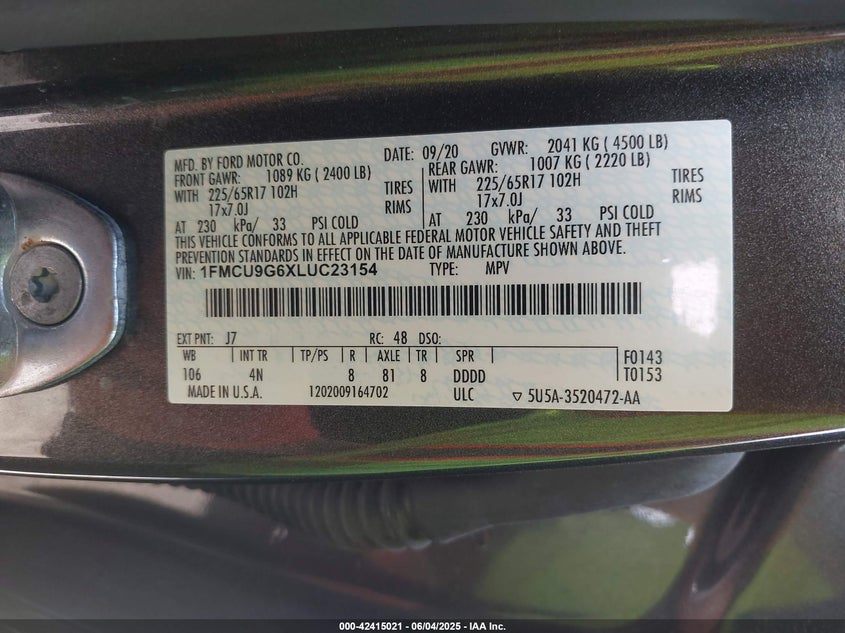 MFD. BY FORD MOTOR CO. DATE: 09/20 GVWR: 2041 KG ( 4500 LB)
FRONT GAWR: 1089 KG ( 2400 LB) REAR GAWR: 1007 KG ( 2220 LB)
WITH 225/65R17 102H TIRES WITH 225/65R17 102H TIRES
17x7.0J RIMS 17x7.0J RIMS
AT 230 kPa/ 33 PSI COLD AT 230 kPa/ 33 PSI COLD
THIS VEHICLE CONFORMS TO ALL APPLICABLE FEDERAL MOTOR VEHICLE SAFETY AND THEFT
PREVENTION STANDARDS IN EFFECT ON THE DATE OF MANUFACTURE SHOWN ABOVE.
VIN: 1FMCU9G6XLUC23154 TYPE: MPV
EXT PNT: J7 RC: 48 DSO:
WB INT TR TP/PS R AXLE TR SPR F0143
106 4N 8 81 8 DDDD T0153
MADE IN U.S.A. 1202009164702 ULC ▽ 5U5A-3520472-AA
000-42415021 - 06/04/2025 - IAA Inc.